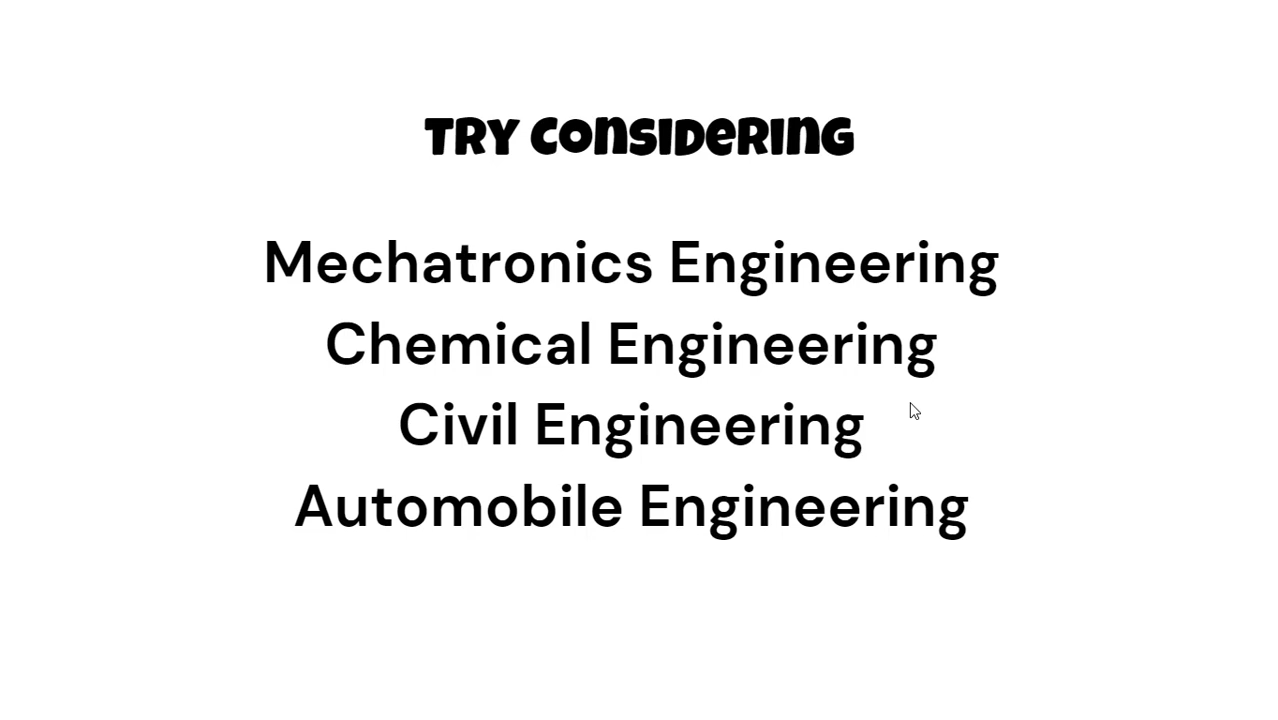 TRY CONSIDERING
Mechatronics Engineering
Chemical Engineering
Civil Engineering
Automobile Engineering